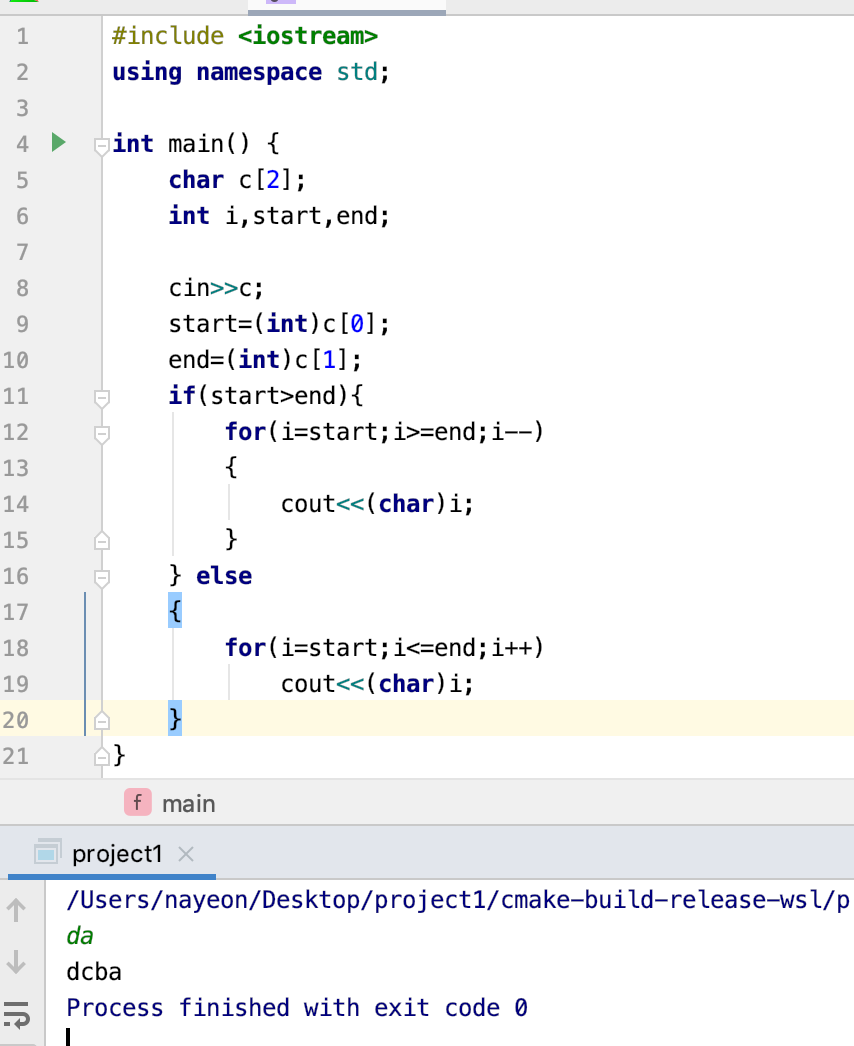 1 #include <iostream>
2 using namespace std;
3
4 int main() {
5     char c[2];
6     int i,start,end;
7
8     cin>>c;
9     start=(int)c[0];
10     end=(int)c[1];
11     if(start>end){
12         for(i=start;i>=end;i--)
13         {
14             cout<<(char)i;
15         }
16     } else
17     {
18         for(i=start;i<=end;i++)
19             cout<<(char)i;
20     }
21 }
f main
project1
/Users/nayeon/Desktop/project1/cmake-build-release-wsl/p
da
dcba
Process finished with exit code 0